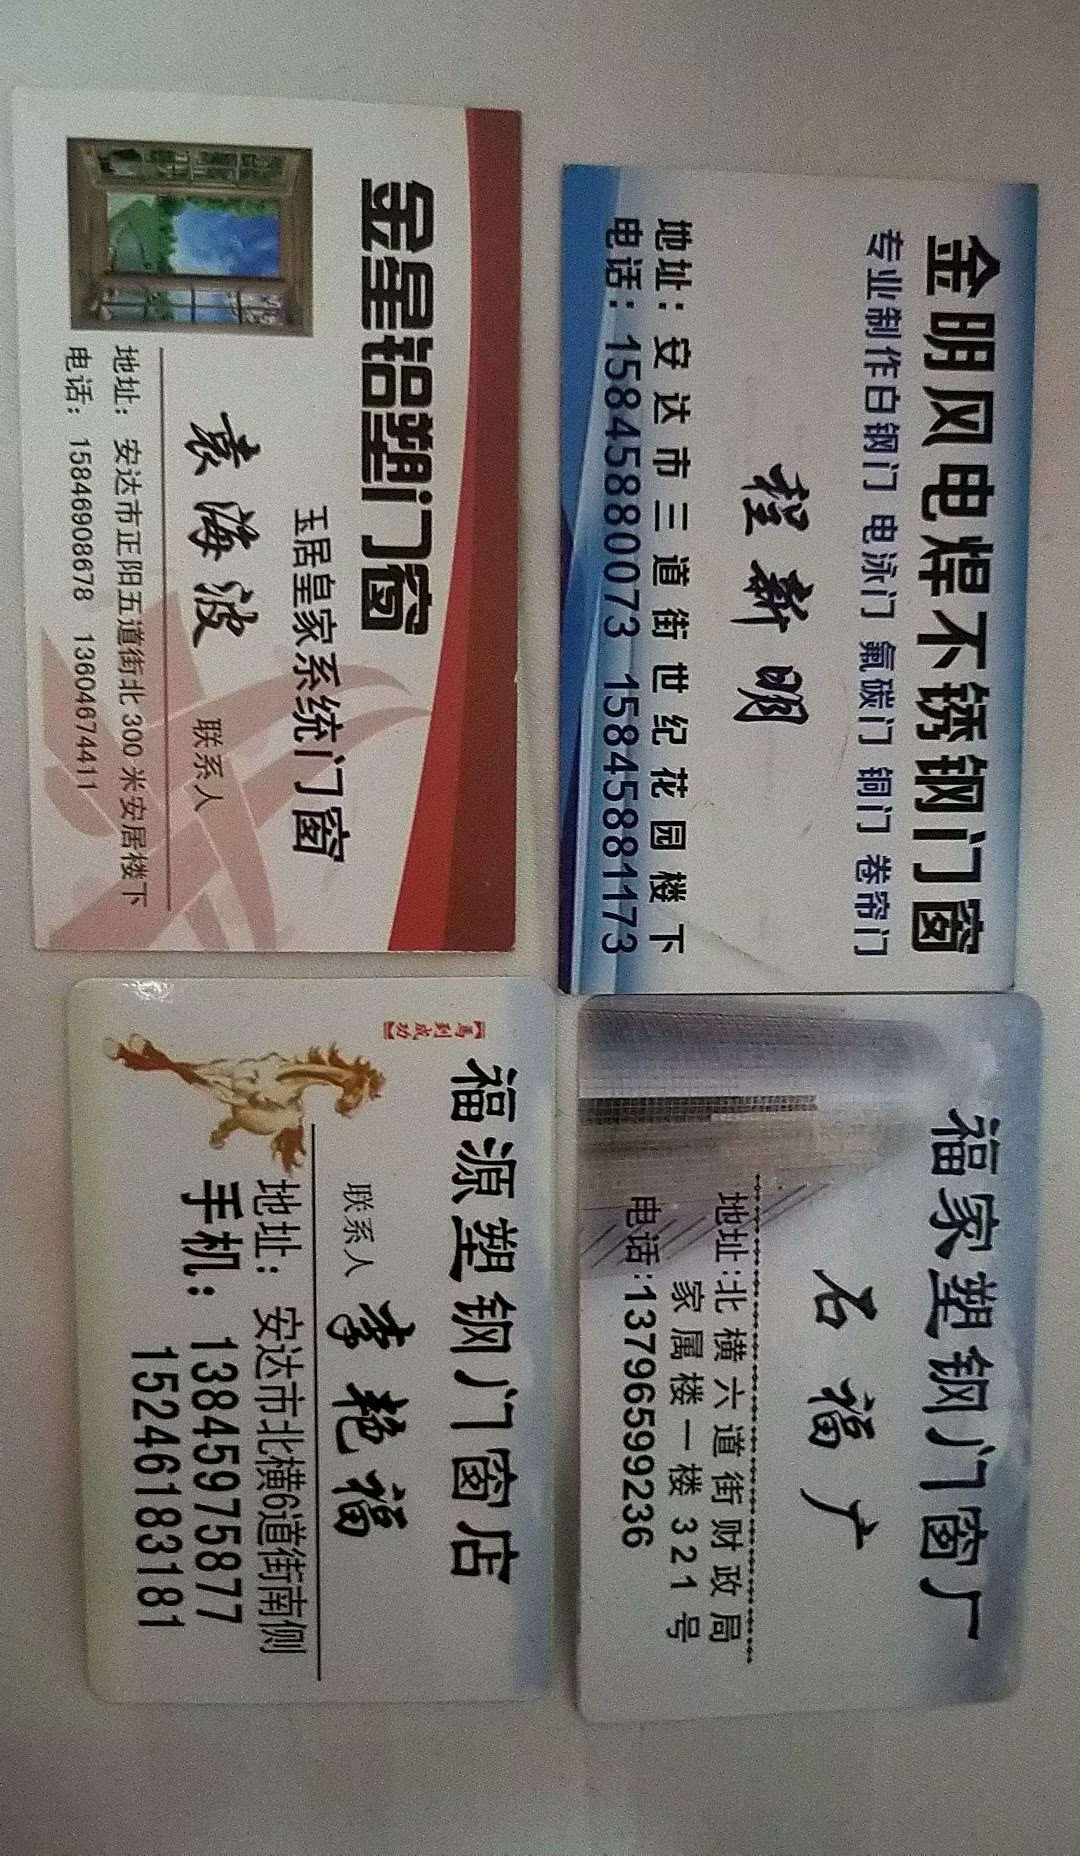 金明风电焊不锈钢门窗
专业制作白钢门 电泳门 氟碳门 铜门 卷帘门
程新明
地址：安达市三道街世纪花园楼下
电话：15845880073 15845881173
福家塑钢门窗厂
石福广
地址:北横六道街财政局
家属楼一楼321号
电话:13796599236
金星铝塑门窗
玉居皇家系统门窗
袁海波 联系人
地址：安达市正阳五道街北300米安居楼下
电话：15846908678 13604674411
【馬到成功】
福源塑钢门窗店
联系人 李艳福
地址：安达市北横6道街南侧
手机：13845975877
15246183181